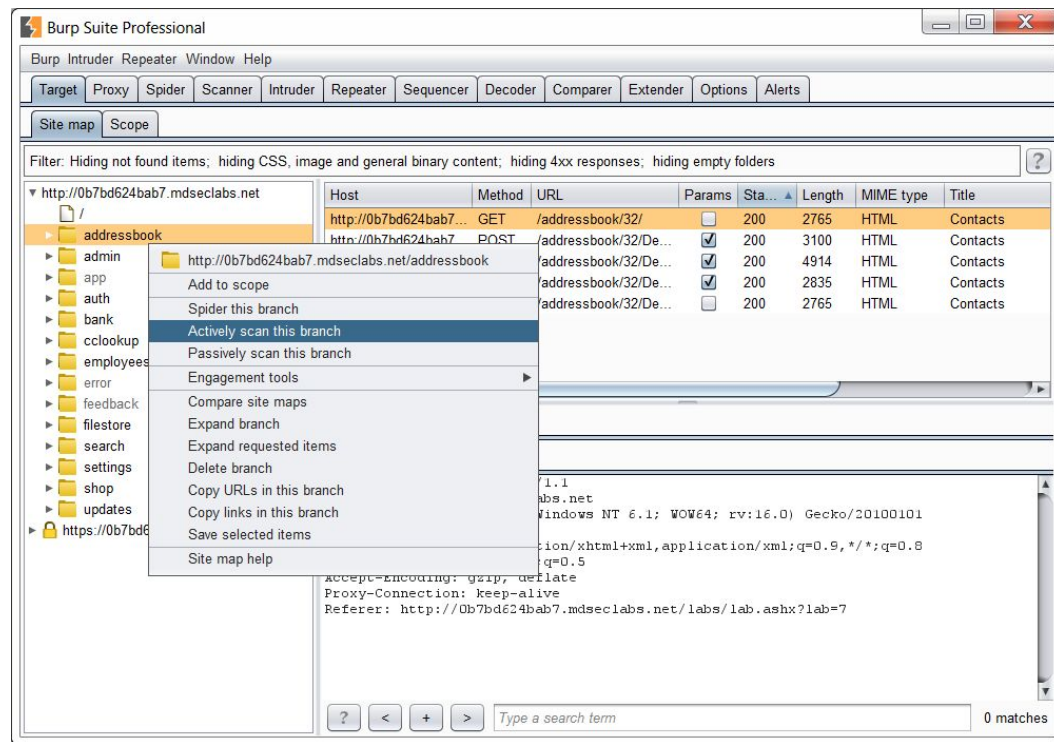 Burp Suite Professional
Burp Intruder Repeater Window Help
Target Proxy Spider Scanner Intruder Repeater Sequencer Decoder Comparer Extender Options Alerts
Site map Scope
Filter: Hiding not found items; hiding CSS, image and general binary content; hiding 4xx responses; hiding empty folders ?
http://0b7bd624bab7.mdseclabs.net
/
addressbook
admin
app
auth
bank
cclookup
employees
error
feedback
filestore
search
settings
shop
updates
https://0b7bd6
Host Method URL Params Sta... Length MIME type Title
http://0b7bd624bab7... GET /addressbook/32/ 200 2765 HTML Contacts
http://0b7bd624bab7... POST /addressbook/32/De... 200 3100 HTML Contacts
/addressbook/32/De... 200 4914 HTML Contacts
/addressbook/32/De... 200 2835 HTML Contacts
/addressbook/32/De... 200 2765 HTML Contacts
http://0b7bd624bab7.mdseclabs.net/addressbook
Add to scope
Spider this branch
Actively scan this branch
Passively scan this branch
Engagement tools
Compare site maps
Expand branch
Expand requested items
Delete branch
Copy URLs in this branch
Copy links in this branch
Save selected items
Site map help
/1.1
abs.net
Windows NT 6.1; WOW64; rv:16.0) Gecko/20100101
tion/xhtml+xml,application/xml;q=0.9,*/*;q=0.8
;q=0.5
Accept-Encoding: gzip, deflate
Proxy-Connection: keep-alive
Referer: http://0b7bd624bab7.mdseclabs.net/labs/lab.ashx?lab=7
? < + > Type a search term 0 matches